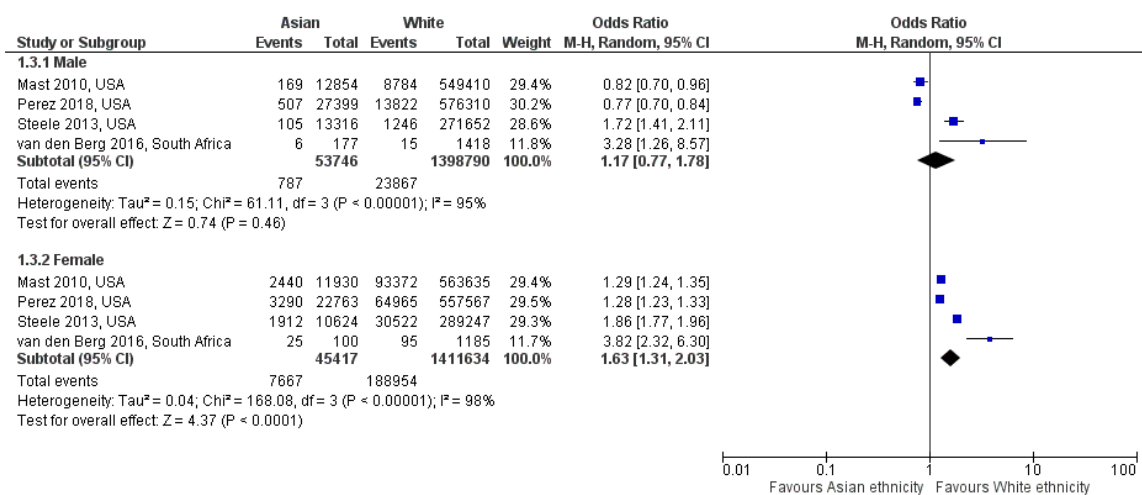 Asian White Odds Ratio Odds Ratio
Study or Subgroup Events Total Events Total Weight M-H, Random, 95% CI M-H, Random, 95% CI
1.3.1 Male
Mast 2010, USA 169 12854 8784 549410 29.4% 0.82 [0.70, 0.96]
Perez 2018, USA 507 27399 13822 576310 30.2% 0.77 [0.70, 0.84]
Steele 2013, USA 105 13316 1246 271652 28.6% 1.72 [1.41, 2.11]
van den Berg 2016, South Africa 6 177 15 1418 11.8% 3.28 [1.26, 8.57]
Subtotal (95% CI) 53746 1398790 100.0% 1.17 [0.77, 1.78]
Total events 787 23867
Heterogeneity: Tau² = 0.15; Chi² = 61.11, df = 3 (P < 0.00001); I² = 95%
Test for overall effect: Z = 0.74 (P = 0.46)
1.3.2 Female
Mast 2010, USA 2440 11930 93372 563635 29.4% 1.29 [1.24, 1.35]
Perez 2018, USA 3290 22763 64965 557567 29.5% 1.28 [1.23, 1.33]
Steele 2013, USA 1912 10624 30522 289247 29.3% 1.86 [1.77, 1.96]
van den Berg 2016, South Africa 25 100 95 1185 11.7% 3.82 [2.32, 6.30]
Subtotal (95% CI) 45417 1411634 100.0% 1.63 [1.31, 2.03]
Total events 7667 188954
Heterogeneity: Tau² = 0.04; Chi² = 168.08, df = 3 (P < 0.00001); I² = 98%
Test for overall effect: Z = 4.37 (P < 0.0001)
0.01 0.1 1 10 100
Favours Asian ethnicity Favours White ethnicity